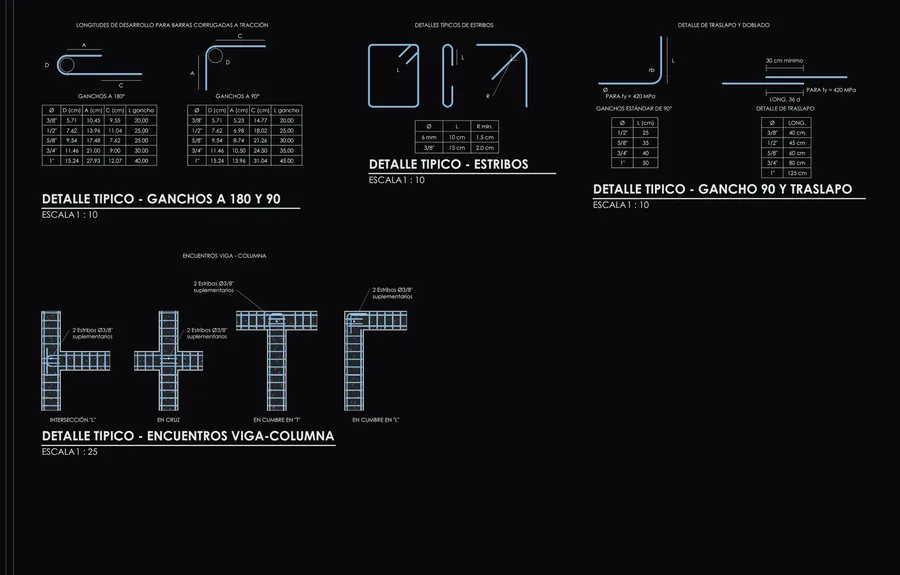 LONGITUDES DE DESARROLLO PARA BARRAS CORRUGADAS A TRACCIÓN
A
D
C
GANCHOS A 180°
Ø D (cm) A (cm) C (cm) L gancho
3/8" 5.71 10.45 9.55 20.00
1/2" 7.62 13.96 11.04 25.00
5/8" 9.54 17.48 7.62 25.00
3/4" 11.46 21.00 9.00 30.00
1" 15.24 27.93 12.07 40.00
C
D
A
GANCHOS A 90°
Ø D (cm) A (cm) C (cm) L gancho
3/8" 5.71 5.23 14.77 20.00
1/2" 7.62 6.98 18.02 25.00
5/8" 9.54 8.74 21.26 30.00
3/4" 11.46 10.50 24.50 35.00
1" 15.24 13.96 31.04 45.00
DETALLE TIPICO - GANCHOS A 180 Y 90
ESCALA 1 : 10
DETALLES TÍPICOS DE ESTRIBOS
L
L
R
Ø L R min.
6 mm 10 cm 1.5 cm
3/8" 15 cm 2.0 cm
DETALLE TIPICO - ESTRIBOS
ESCALA 1 : 10
DETALLE DE TRASLAPO Y DOBLADO
L
rb
Ø
PARA fy = 420 MPa
GANCHOS ESTÁNDAR DE 90°
Ø L (cm)
1/2" 25
5/8" 35
3/4" 40
1" 50
30 cm mínimo
PARA fy = 420 MPa
LONG. 36 d
DETALLE DE TRASLAPO
Ø LONG.
3/8" 40 cm
1/2" 45 cm
5/8" 60 cm
3/4" 80 cm
1" 125 cm
DETALLE TIPICO - GANCHO 90 Y TRASLAPO
ESCALA 1 : 10
ENCUENTROS VIGA - COLUMNA
2 Estribos Ø3/8"
suplementarios
INTERSECCIÓN "L"
2 Estribos Ø3/8"
suplementarios
EN CRUZ
2 Estribos Ø3/8"
suplementarios
EN CUMBRE EN "T"
2 Estribos Ø3/8"
suplementarios
EN CUMBRE EN "L"
DETALLE TIPICO - ENCUENTROS VIGA-COLUMNA
ESCALA 1 : 25